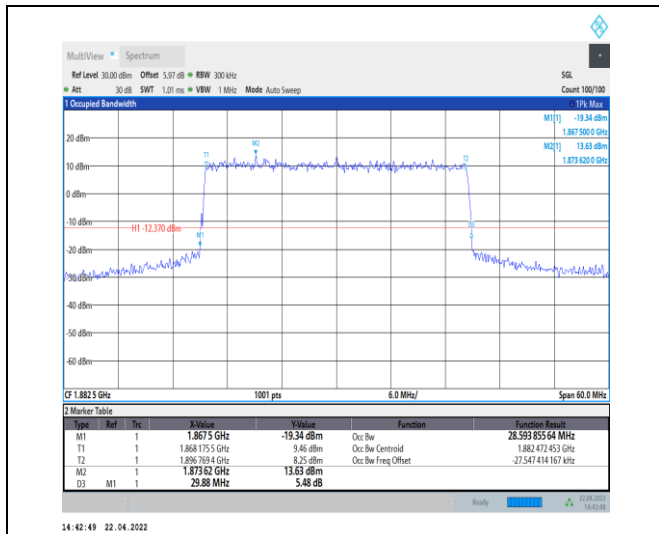 MultiView Spectrum
Ref Level 30.00 dBm Offset 5.97 dB RBW 300 kHz SGL
Att 30 dB SWT 1.01 ms VBW 1 MHz Mode Auto Sweep Count 100/100
1 Occupied Bandwidth 1Pk Max
M1[1] -19.34 dBm
1.867 500 0 GHz
M2[1] 13.63 dBm
1.873 620 0 GHz
20 dBm
M2
T1
T2
10 dBm
0 dBm
-10 dBm
H1 -12.370 dBm
M1
D3
-20 dBm
-30 dBm
-40 dBm
-50 dBm
-60 dBm
CF 1.882 5 GHz 1001 pts 6.0 MHz/ Span 60.0 MHz
2 Marker Table
Type Ref Trc X-Value Y-Value Function Function Result
M1 1 1.8675 GHz -19.34 dBm Occ Bw 28.593 855 64 MHz
T1 1 1.868 175 5 GHz 9.46 dBm Occ Bw Centroid 1.882 472 453 GHz
T2 1 1.896 769 4 GHz 8.25 dBm Occ Bw Freq Offset -27.547 414 167 kHz
M2 1 1.87362 GHz 13.63 dBm
D3 M1 1 29.88 MHz 5.48 dB
Ready 22.04.2022
14:42:48
14:42:49 22.04.2022